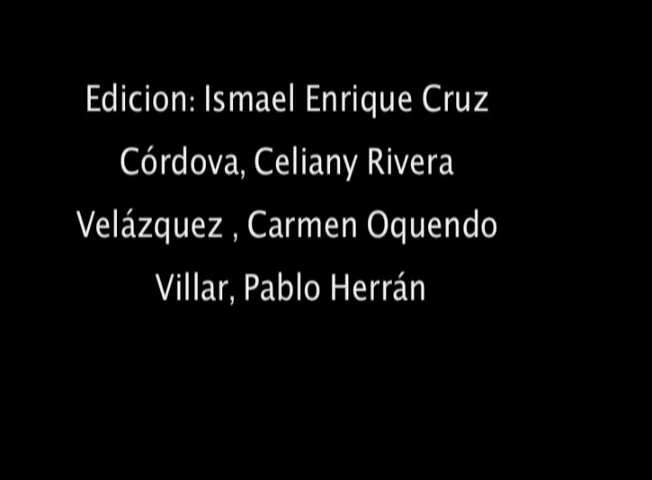 Edicion: Ismael Enrique Cruz
Córdova, Celiany Rivera
Velázquez , Carmen Oquendo
Villar, Pablo Herrán